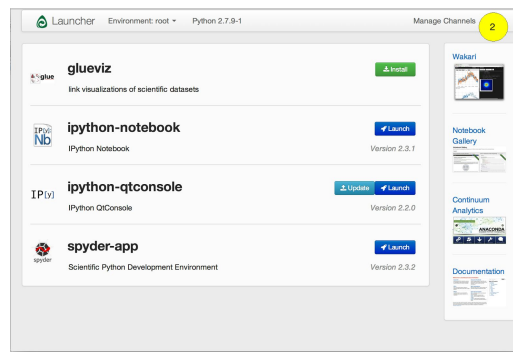 Launcher Environment: root Python 2.7.9-1 Manage Channels 2
glue
glueviz
Install
link visualizations of scientific datasets
IP[y]:
Nb
ipython-notebook
Launch
IPython Notebook
Version 2.3.1
IP[y]
ipython-qtconsole
Update Launch
IPython QtConsole
Version 2.2.0
spyder
spyder-app
Launch
Scientific Python Development Environment
Version 2.3.2
Wakari
Notebook
Gallery
Continuum
Analytics
ANACONDA
Documentation